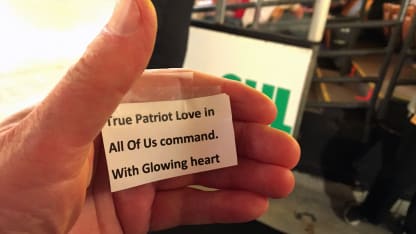 True Patriot Love in
All Of Us command.
With Glowing heart